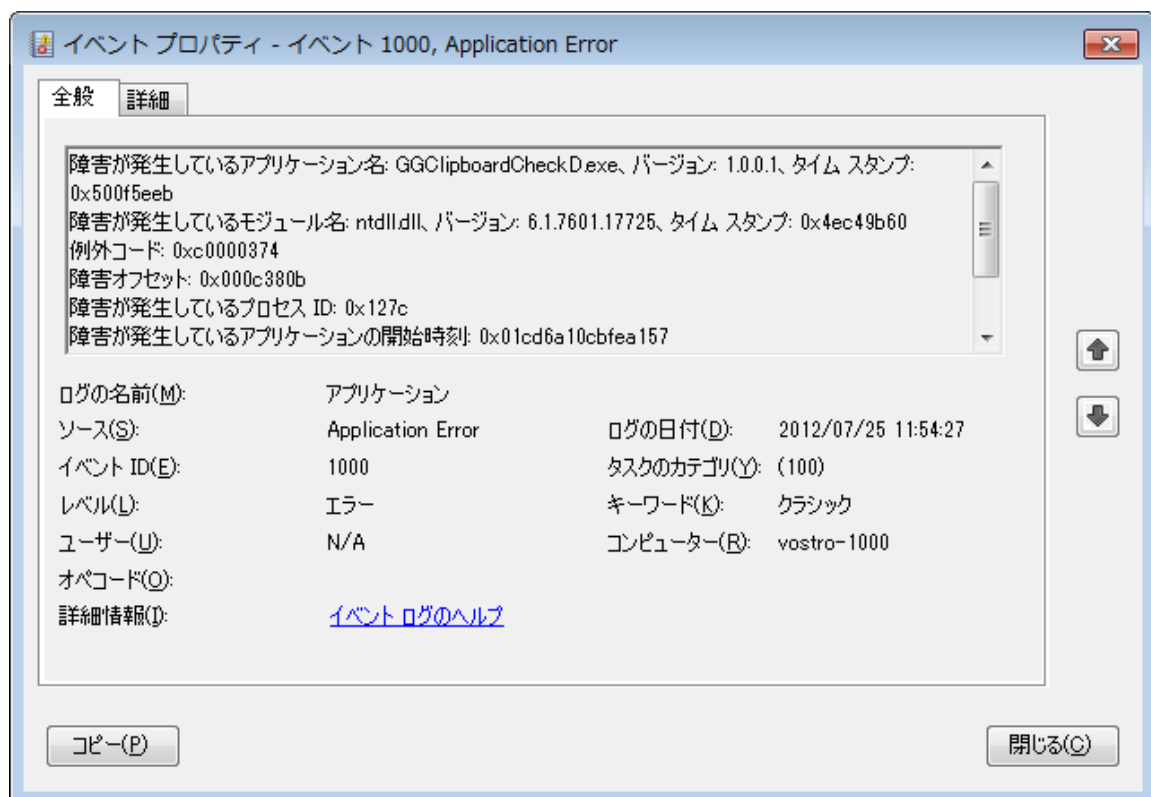 イベント プロパティ - イベント 1000, Application Error
全般
詳細
障害が発生しているアプリケーション名: GGClipboardCheckD.exe、バージョン: 1.0.0.1、タイム スタンプ:
0x500f5eeb
障害が発生しているモジュール名: ntdll.dll、バージョン: 6.1.7601.17725、タイム スタンプ: 0x4ec49b60
例外コード: 0xc0000374
障害オフセット: 0x000c380b
障害が発生しているプロセス ID: 0x127c
障害が発生しているアプリケーションの開始時刻: 0x01cd6a10cbfea157
ログの名前(M): アプリケーション
ソース(S): Application Error ログの日付(D): 2012/07/25 11:54:27
イベント ID(E): 1000 タスクのカテゴリ(Y): (100)
レベル(L): エラー キーワード(K): クラシック
ユーザー(U): N/A コンピューター(R): vostro-1000
オペコード(O):
詳細情報(I): イベント ログのヘルプ
コピー(P)
閉じる(C)